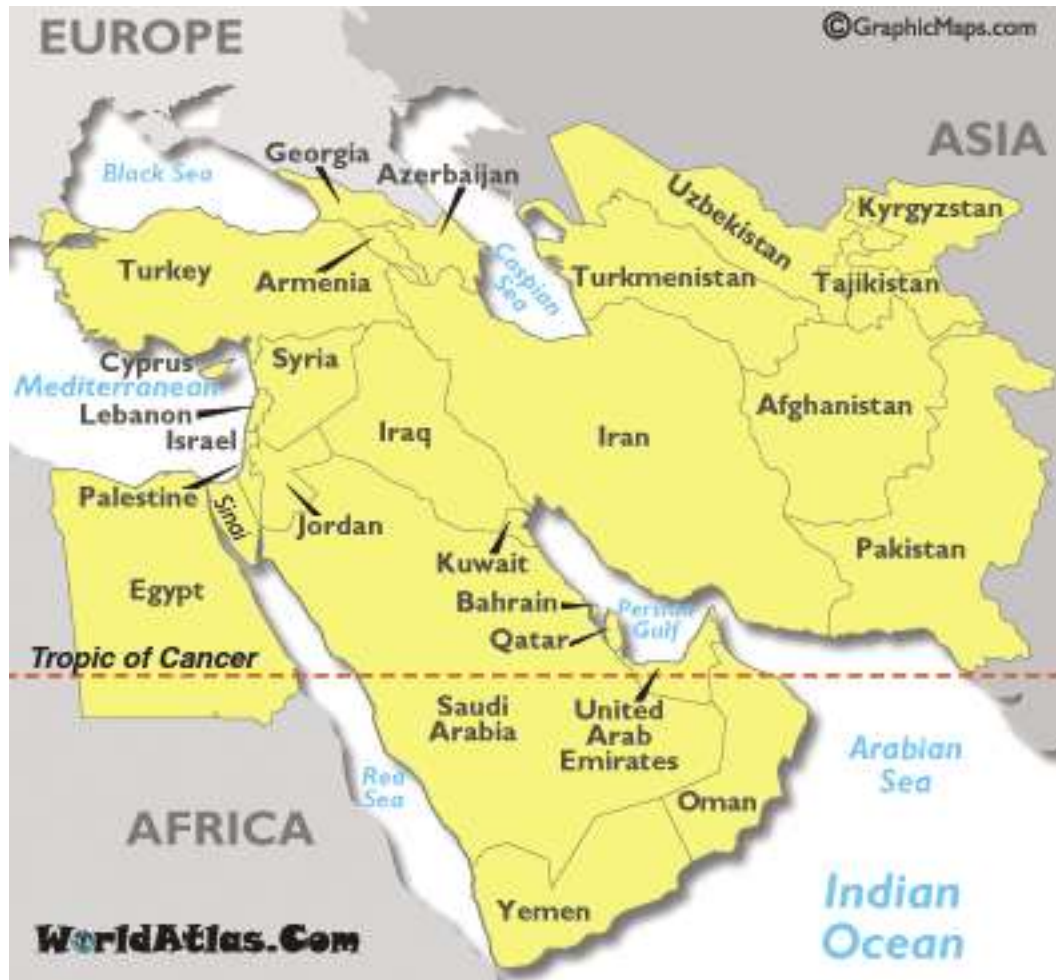 EUROPE
©GraphicMaps.com
ASIA
Georgia
Black Sea
Azerbaijan
Uzbekistan
Kyrgyzstan
Turkey
Armenia
Caspian
Sea
Turkmenistan
Tajikistan
Cyprus
Syria
Mediterranean
Lebanon
Israel
Iraq
Iran
Afghanistan
Palestine
Sinai
Jordan
Kuwait
Pakistan
Egypt
Bahrain
Persian
Gulf
Qatar
Tropic of Cancer
Saudi
Arabia
United
Arab
Emirates
Arabian
Sea
Red
Sea
Oman
AFRICA
Indian
Ocean
Yemen
WorldAtlas.Com